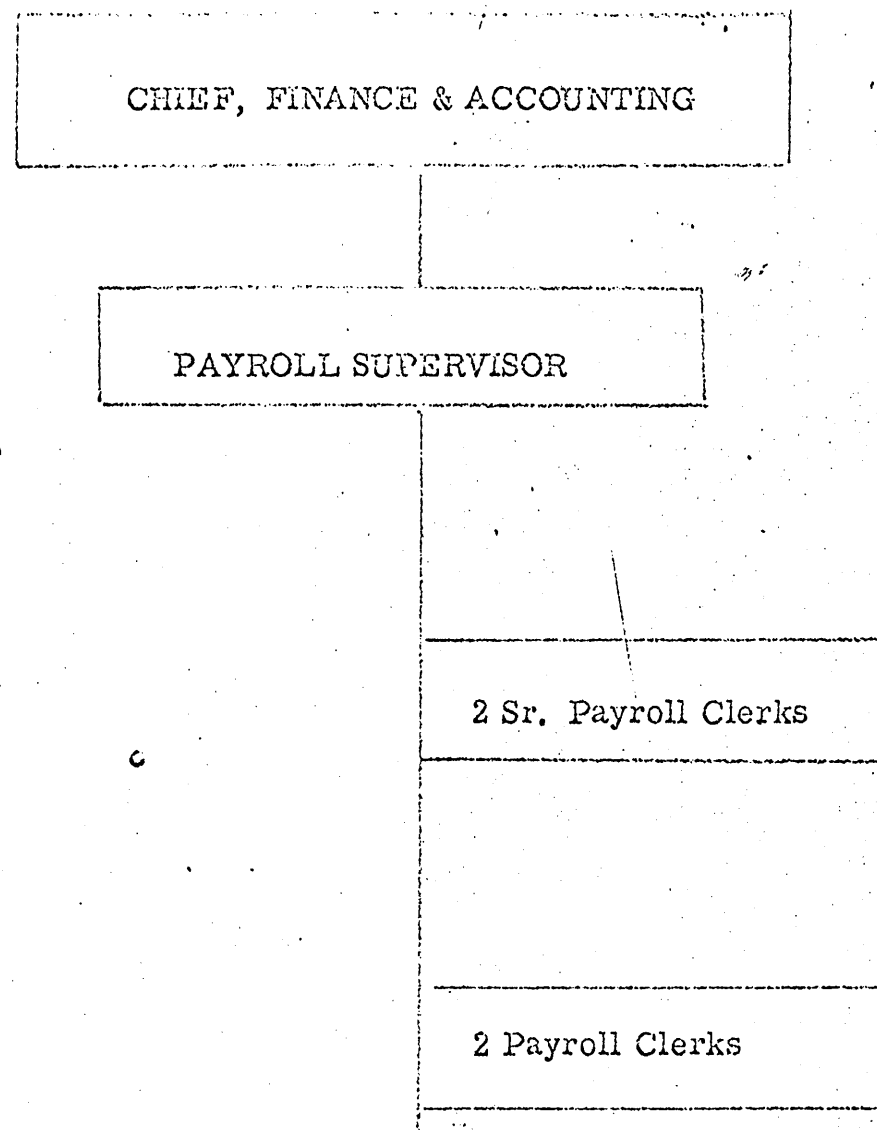 CHIEF, FINANCE & ACCOUNTING
PAYROLL SUPERVISOR
2 Sr. Payroll Clerks
2 Payroll Clerks